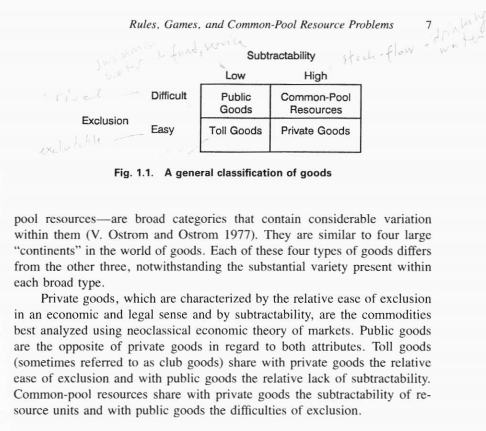 Rules, Games, and Common-Pool Resource Problems 7
Subtractability
Low High
Difficult Public Goods Common-Pool Resources
Exclusion
Easy Toll Goods Private Goods
Fig. 1.1. A general classification of goods
pool resources—are broad categories that contain considerable variation
within them (V. Ostrom and Ostrom 1977). They are similar to four large
“continents” in the world of goods. Each of these four types of goods differs
from the other three, notwithstanding the substantial variety present within
each broad type.
Private goods, which are characterized by the relative ease of exclusion
in an economic and legal sense and by subtractability, are the commodities
best analyzed using neoclassical economic theory of markets. Public goods
are the opposite of private goods in regard to both attributes. Toll goods
(sometimes referred to as club goods) share with private goods the relative
ease of exclusion and with public goods the relative lack of subtractability.
Common-pool resources share with private goods the subtractability of re-
source units and with public goods the difficulties of exclusion.